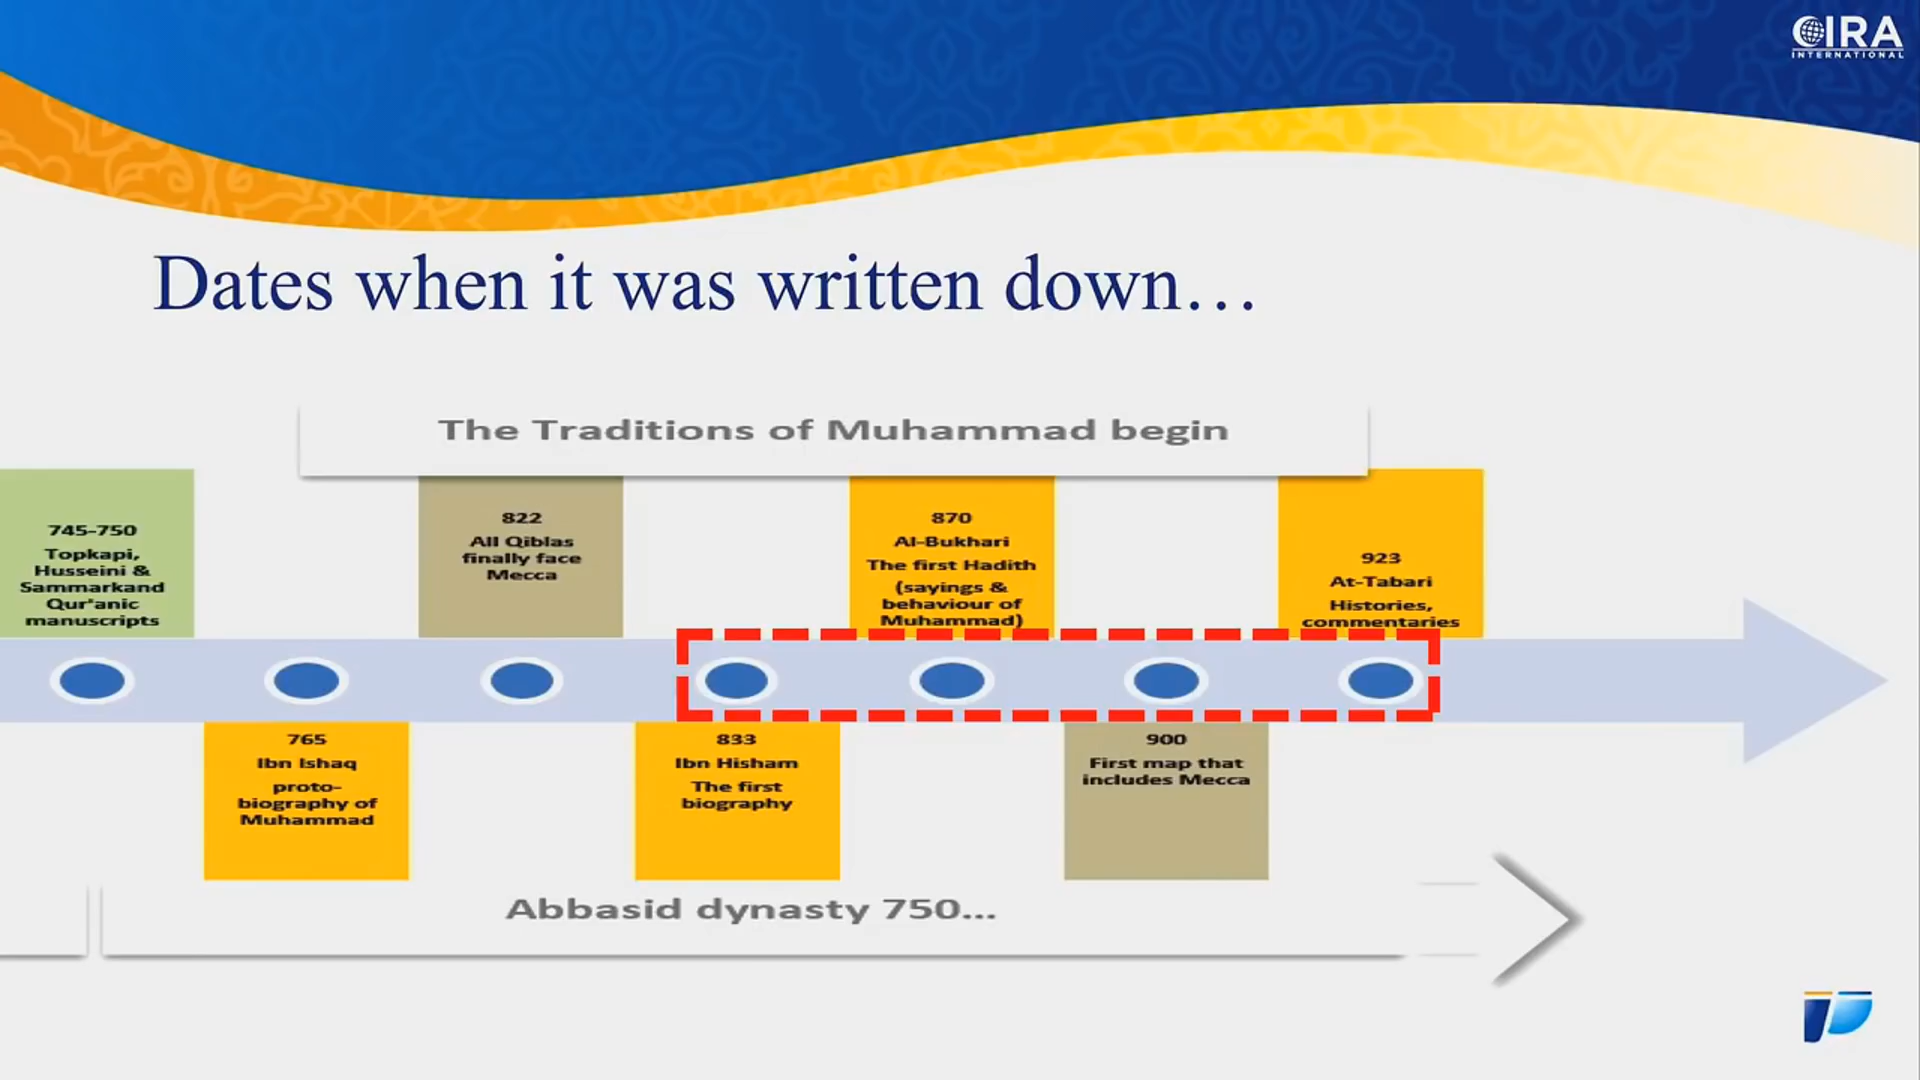 CIRA
INTERNATIONAL
Dates when it was written down…
The Traditions of Muhammad begin
745-750
Topkapi,
Husseini &
Sammarkand
Qur'anic
manuscripts
822
All Qiblas
finally face
Mecca
870
Al-Bukhari
The first Hadith
(sayings &
behaviour of
Muhammad)
923
At-Tabari
Histories,
commentaries
765
Ibn Ishaq
proto-
biography of
Muhammad
833
Ibn Hisham
The first
biography
900
First map that
includes Mecca
Abbasid dynasty 750...